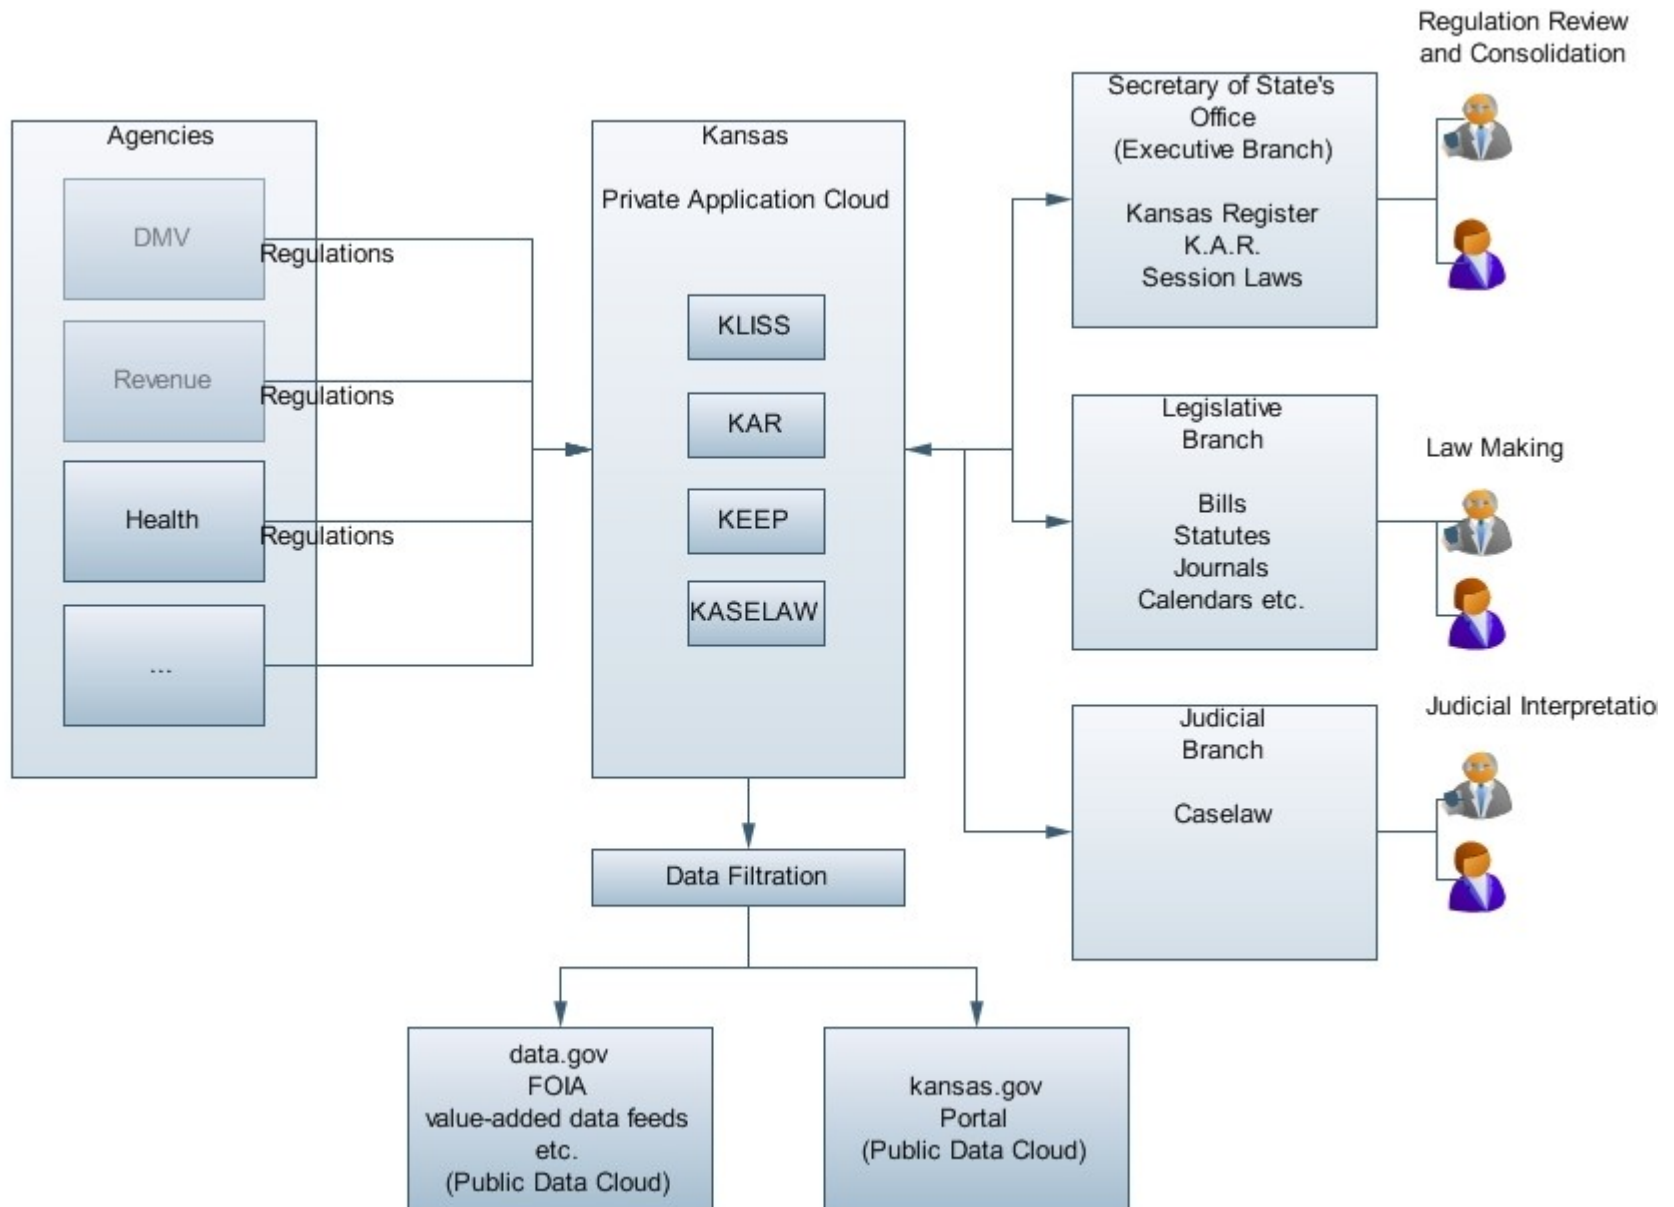 Agencies
DMV
Regulations
Revenue
Regulations
Health
Regulations
...
Kansas
Private Application Cloud
KLISS
KAR
KEEP
KASELAW
Data Filtration
data.gov
FOIA
value-added data feeds
etc.
(Public Data Cloud)
kansas.gov
Portal
(Public Data Cloud)
Secretary of State's
Office
(Executive Branch)
Kansas Register
K.A.R.
Session Laws
Regulation Review
and Consolidation
Legislative
Branch
Bills
Statutes
Journals
Calendars etc.
Law Making
Judicial
Branch
Caselaw
Judicial Interpretatio